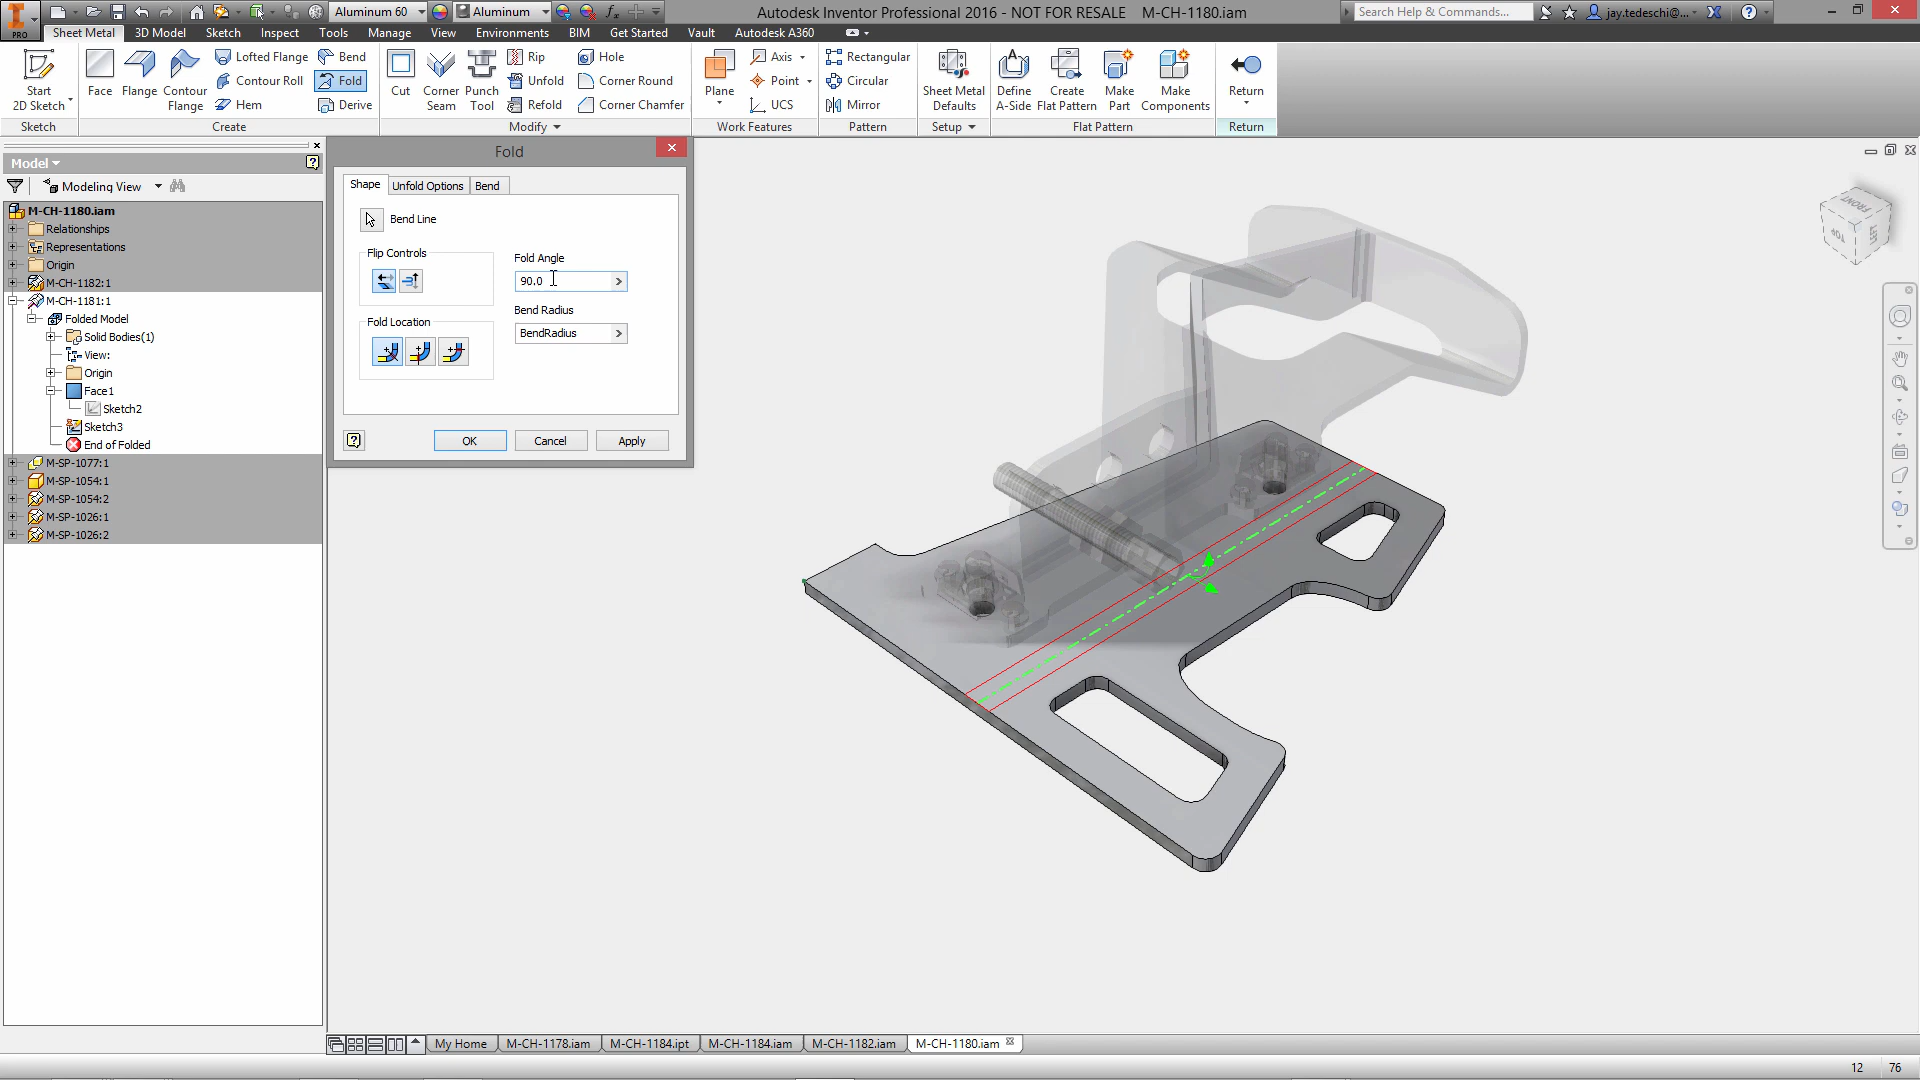 Aluminum 60
Aluminum
Autodesk Inventor Professional 2016 - NOT FOR RESALE M-CH-1180.iam
Search Help & Commands...
jay.tedeschi@...
PRO
Sheet Metal
3D Model
Sketch
Inspect
Tools
Manage
View
Environments
BIM
Get Started
Vault
Autodesk A360
Start
2D Sketch
Face
Flange
Contour
Flange
Lofted Flange
Contour Roll
Hem
Bend
Fold
Derive
Cut
Corner
Seam
Punch
Tool
Rip
Unfold
Refold
Hole
Corner Round
Corner Chamfer
Plane
Axis
Point
UCS
Rectangular
Circular
Mirror
Sheet Metal
Defaults
Define
A-Side
Create
Flat Pattern
Make
Part
Make
Components
Return
Sketch
Create
Modify
Work Features
Pattern
Setup
Flat Pattern
Return
Model
Modeling View
M-CH-1180.iam
Relationships
Representations
Origin
M-CH-1182:1
M-CH-1181:1
Folded Model
Solid Bodies(1)
View:
Origin
Face1
Sketch2
Sketch3
End of Folded
M-SP-1077:1
M-SP-1054:1
M-SP-1054:2
M-SP-1026:1
M-SP-1026:2
Fold
Shape
Unfold Options
Bend
Bend Line
Flip Controls
Fold Angle
90.0
Bend Radius
BendRadius
Fold Location
OK
Cancel
Apply
FRONT
TOP
LEFT
My Home
M-CH-1178.iam
M-CH-1184.ipt
M-CH-1184.iam
M-CH-1182.iam
M-CH-1180.iam
12 76